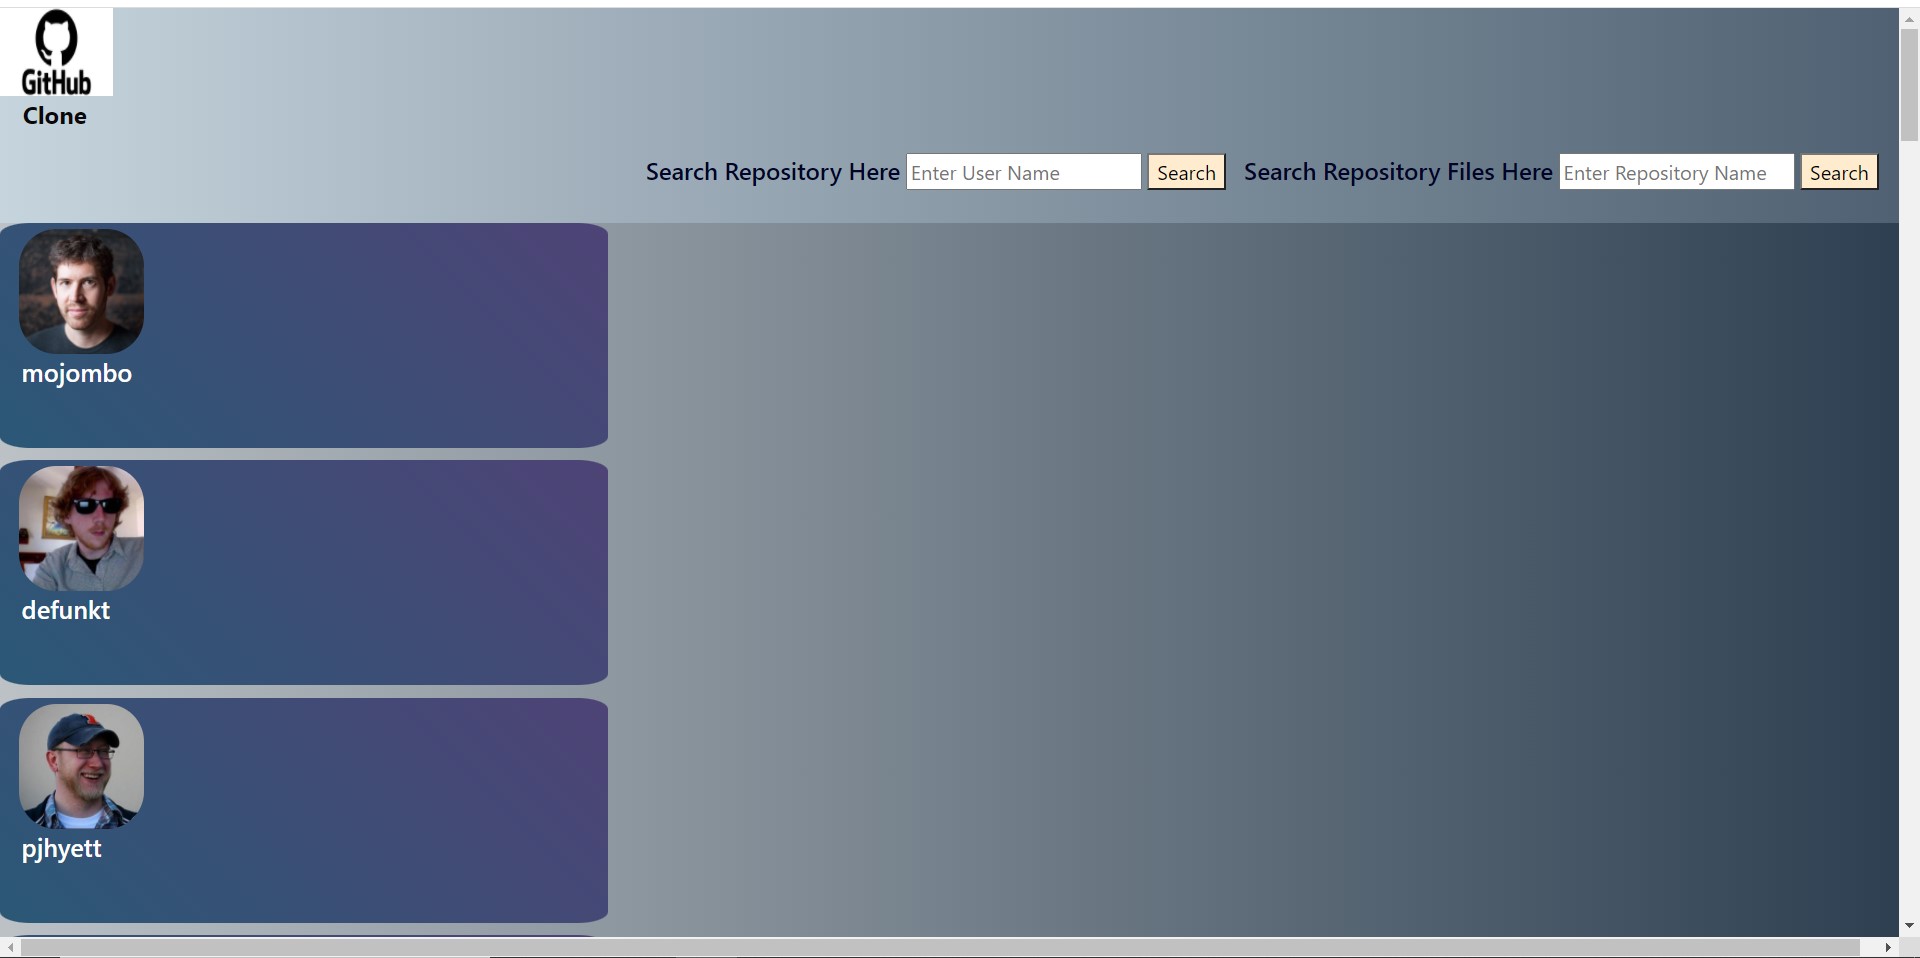 GitHub
Clone
Search Repository Here Enter User Name Search Search Repository Files Here Enter Repository Name Search
mojombo
defunkt
pjhyett